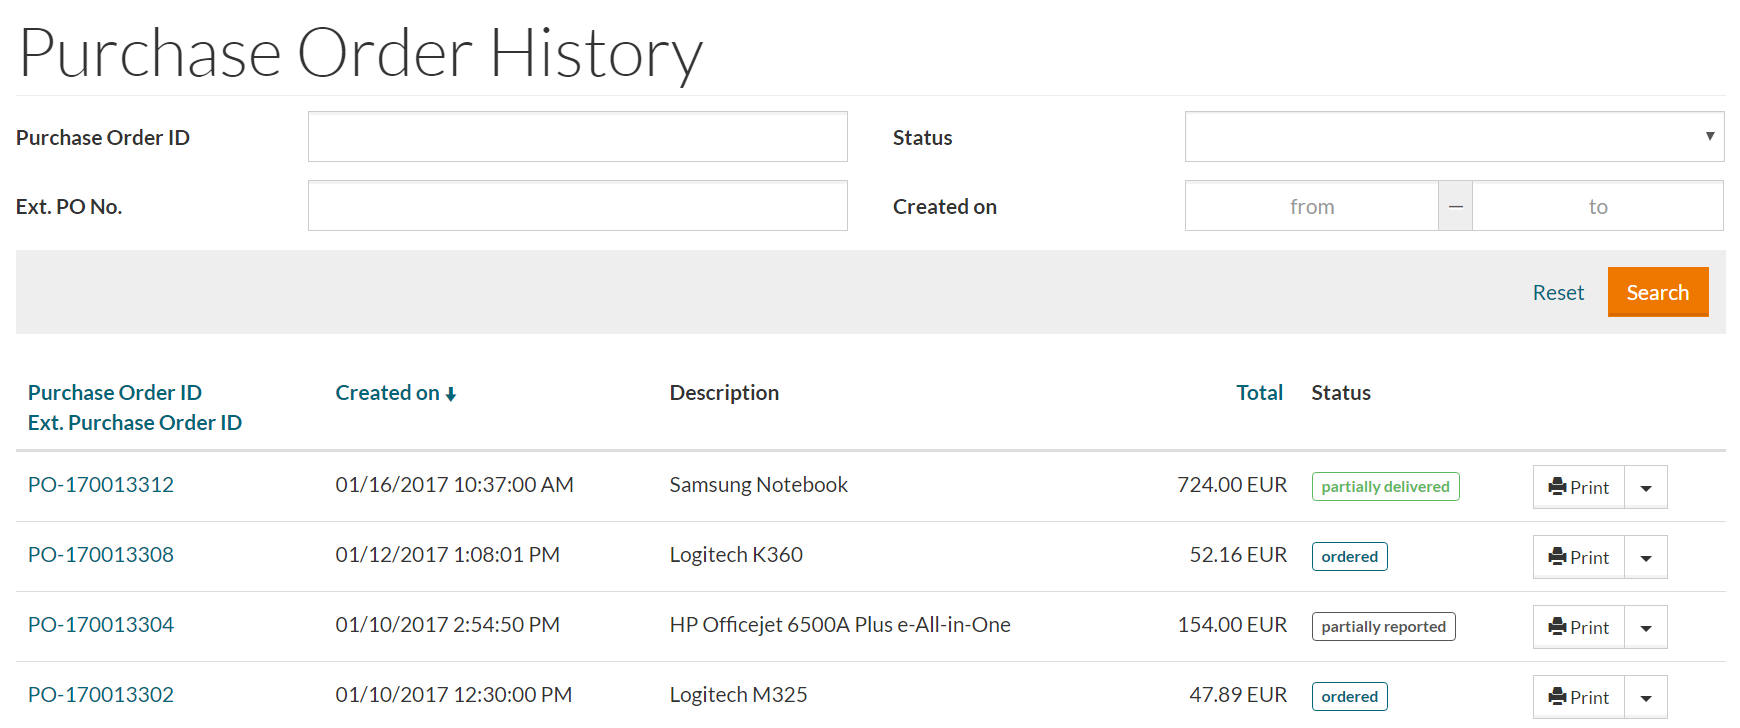 Purchase Order History
Purchase Order ID
Status
Ext. PO No.
Created on
from
—
to
Reset
Search
Purchase Order ID
Ext. Purchase Order ID
Created on
Description
Total
Status
PO-170013312 01/16/2017 10:37:00 AM Samsung Notebook 724.00 EUR partially delivered Print
PO-170013308 01/12/2017 1:08:01 PM Logitech K360 52.16 EUR ordered Print
PO-170013304 01/10/2017 2:54:50 PM HP Officejet 6500A Plus e-All-in-One 154.00 EUR partially reported Print
PO-170013302 01/10/2017 12:30:00 PM Logitech M325 47.89 EUR ordered Print